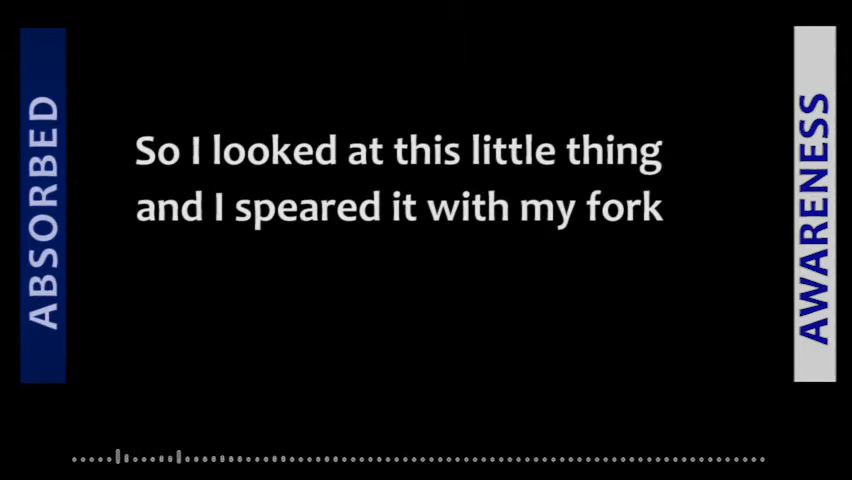 ABSORBED
So I looked at this little thing
and I speared it with my fork
AWARENESS